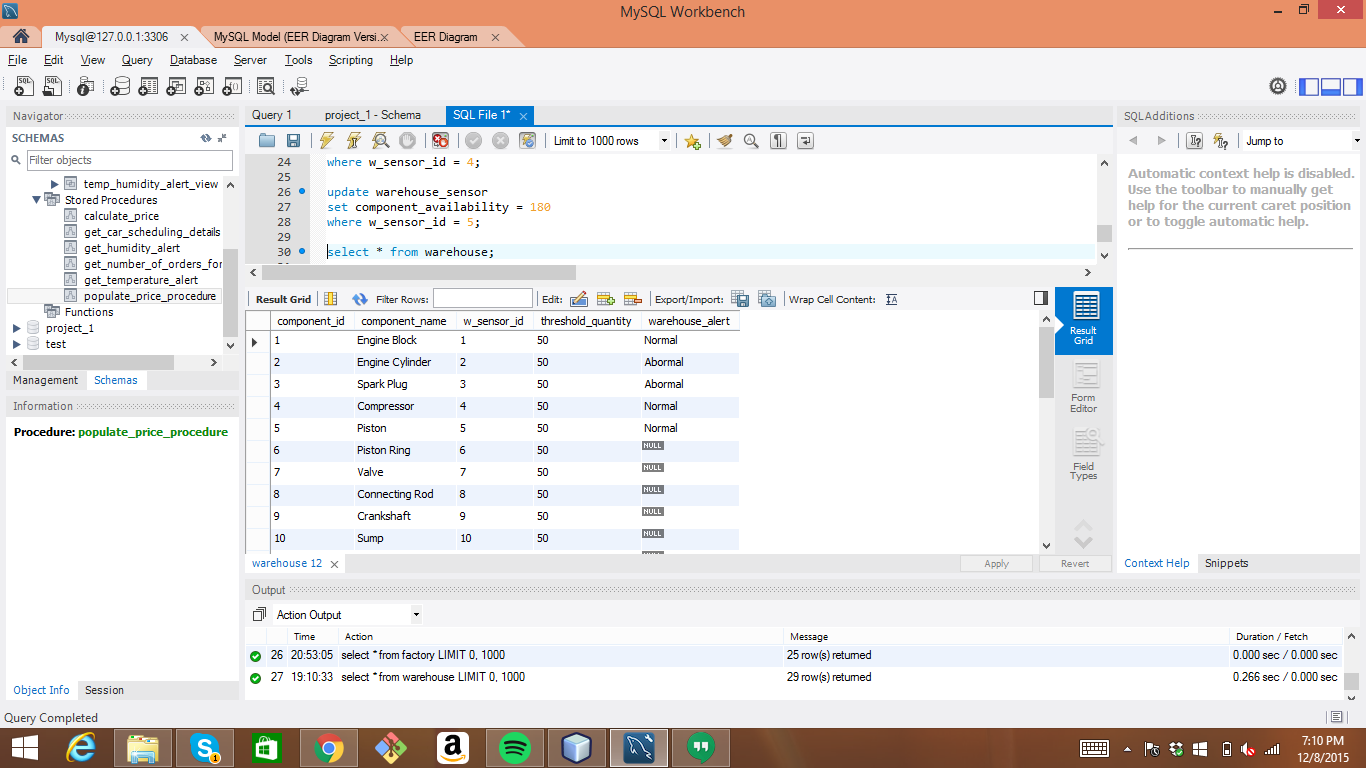 MySQL Workbench
Mysql@127.0.0.1:3306 MySQL Model (EER Diagram Versi... EER Diagram
File Edit View Query Database Server Tools Scripting Help
Navigator
SCHEMAS
Filter objects
temp_humidity_alert_view
Stored Procedures
calculate_price
get_car_scheduling_details
get_humidity_alert
get_number_of_orders_for
get_temperature_alert
populate_price_procedure
Functions
project_1
test
Management Schemas
Information
Procedure: populate_price_procedure
Object Info Session
Query 1 project_1 - Schema SQL File 1*
Limit to 1000 rows
24 where w_sensor_id = 4;
25
26 update warehouse_sensor
27 set component_availability = 180
28 where w_sensor_id = 5;
29
30 select * from warehouse;
Result Grid Filter Rows: Edit: Export/Import: Wrap Cell Content:
component_id component_name w_sensor_id threshold_quantity warehouse_alert
1 Engine Block 1 50 Normal
2 Engine Cylinder 2 50 Abormal
3 Spark Plug 3 50 Abormal
4 Compressor 4 50 Normal
5 Piston 5 50 Normal
6 Piston Ring 6 50 NULL
7 Valve 7 50 NULL
8 Connecting Rod 8 50 NULL
9 Crankshaft 9 50 NULL
10 Sump 10 50 NULL
Result
Grid
Form
Editor
Field
Types
warehouse 12 Apply Revert
Output
Action Output
Time Action Message Duration / Fetch
26 20:53:05 select * from factory LIMIT 0, 1000 25 row(s) returned 0.000 sec / 0.000 sec
27 19:10:33 select * from warehouse LIMIT 0, 1000 29 row(s) returned 0.266 sec / 0.000 sec
SQLAdditions
Jump to
Automatic context help is disabled.
Use the toolbar to manually get
help for the current caret position
or to toggle automatic help.
Context Help Snippets
Query Completed
7:10 PM
12/8/2015